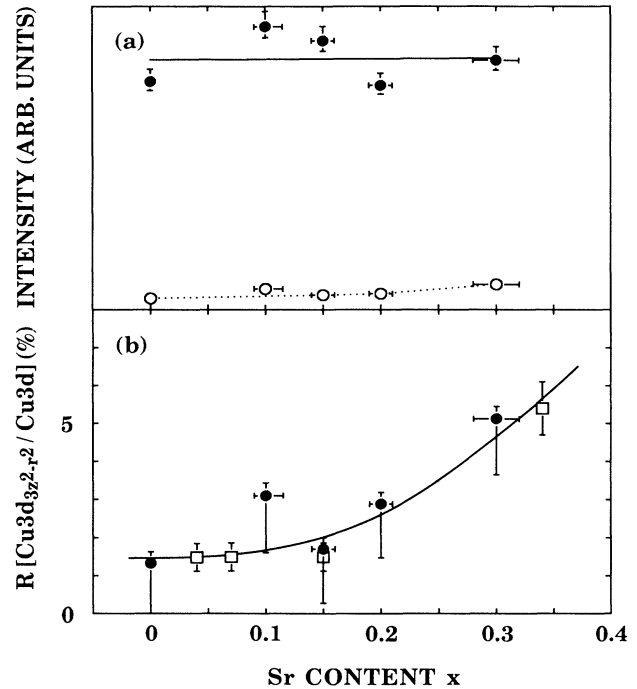 (a)
INTENSITY (ARB. UNITS)
(b)
R [Cu3d3z2-r2 / Cu3d] (%)
5
0
0 0.1 0.2 0.3 0.4
Sr CONTENT x